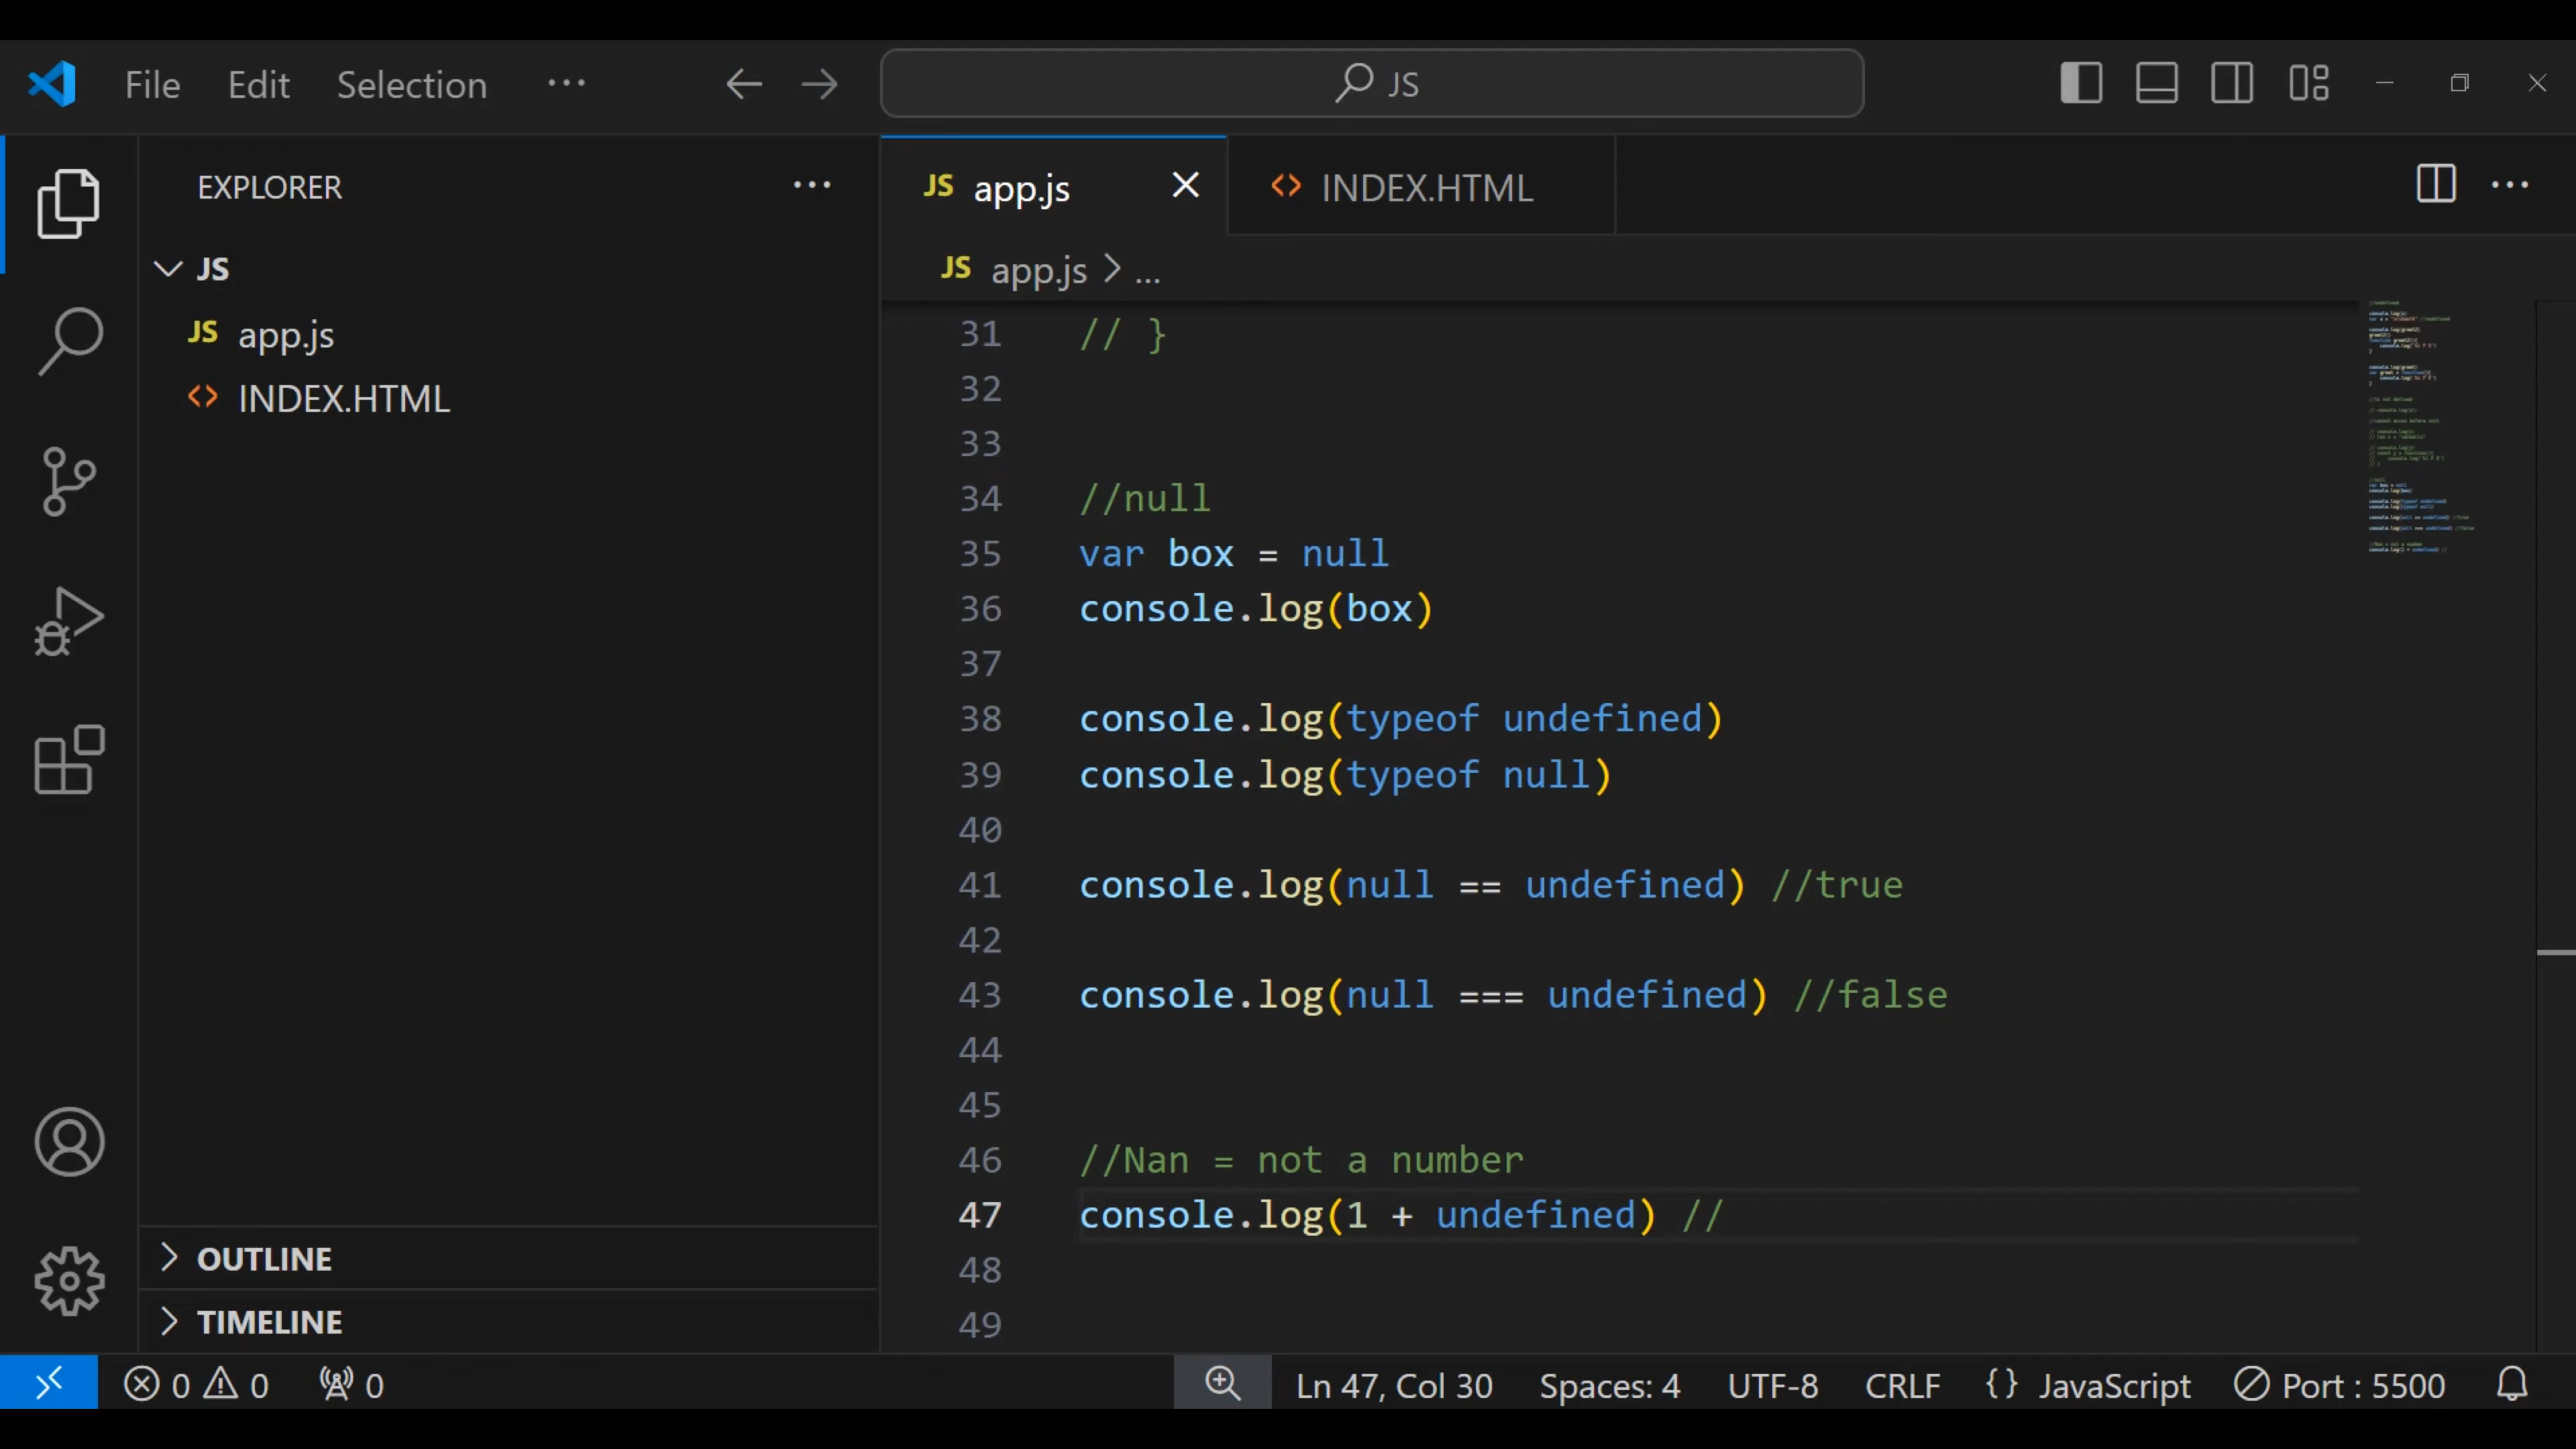 File Edit Selection ···
JS
EXPLORER ···
JS
JS app.js
INDEX.HTML
OUTLINE
TIMELINE
JS app.js
INDEX.HTML
JS app.js > ...
31 // }
32
33
34 //null
35 var box = null
36 console.log(box)
37
38 console.log(typeof undefined)
39 console.log(typeof null)
40
41 console.log(null == undefined) //true
42
43 console.log(null === undefined) //false
44
45
46 //Nan = not a number
47 console.log(1 + undefined) //
48
49
0 0 0 Ln 47, Col 30 Spaces: 4 UTF-8 CRLF {} JavaScript Port : 5500